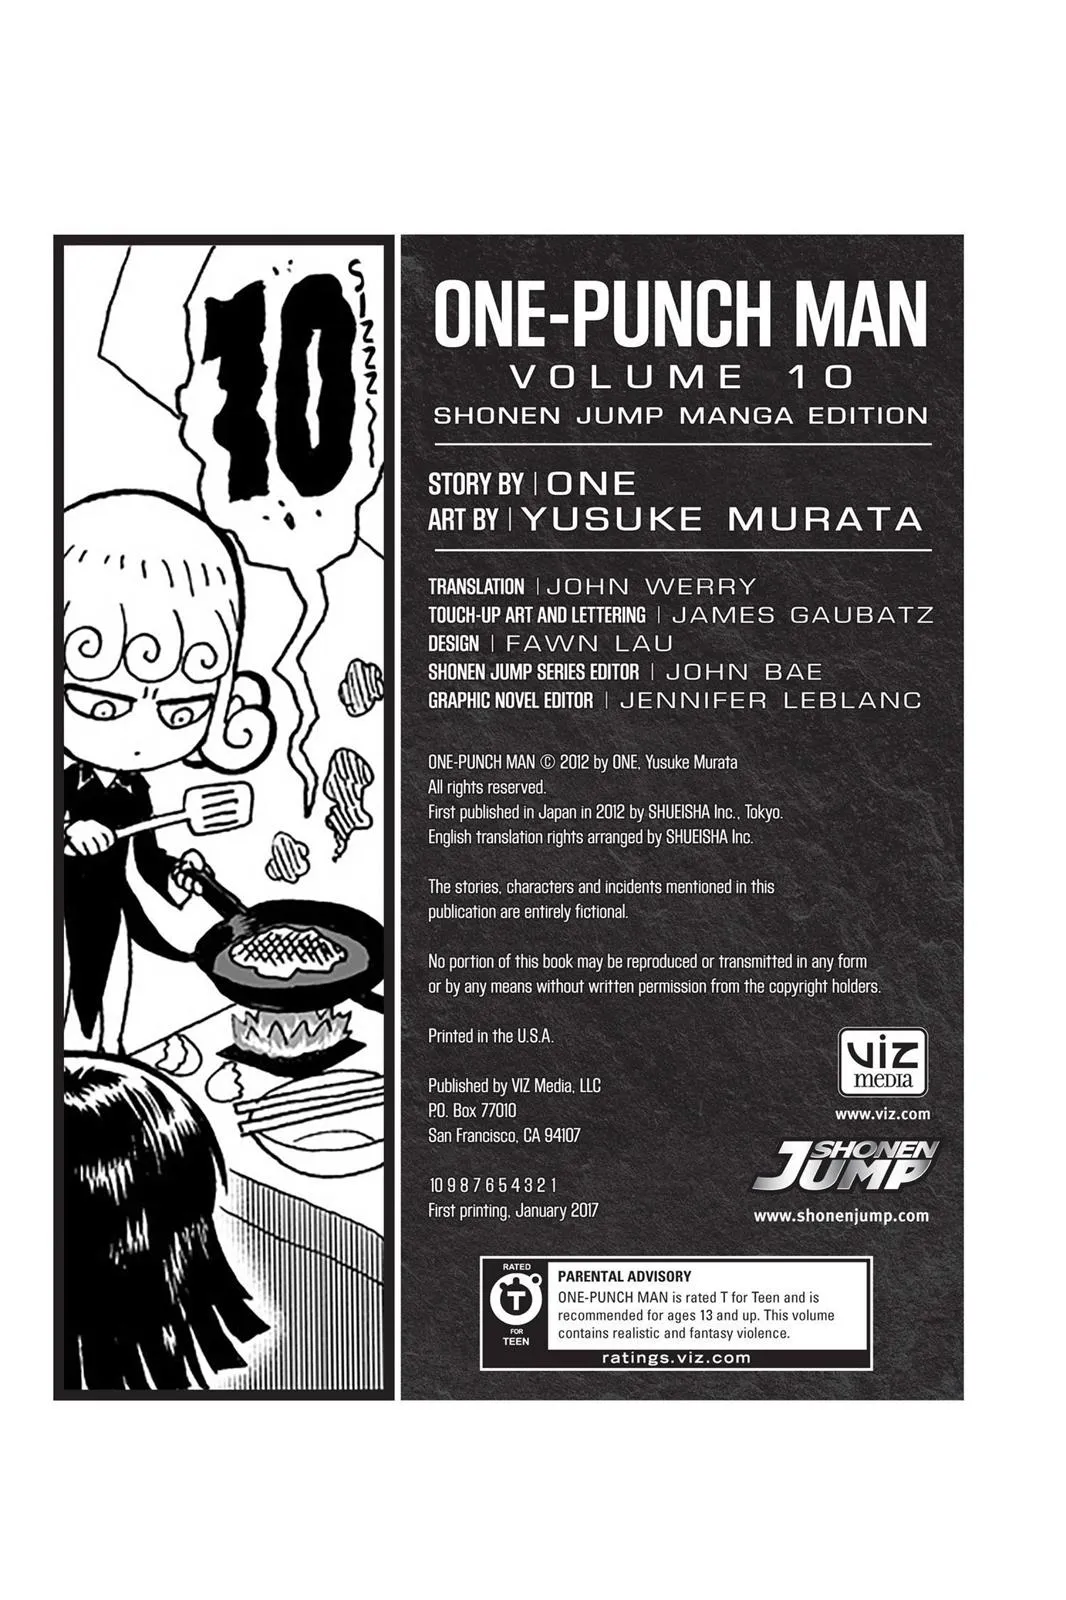 10
SIZZZZ
ONE-PUNCH MAN
VOLUME 10
SHONEN JUMP MANGA EDITION
STORY BY | ONE
ART BY | YUSUKE MURATA
TRANSLATION | JOHN WERRY
TOUCH-UP ART AND LETTERING | JAMES GAUBATZ
DESIGN | FAWN LAU
SHONEN JUMP SERIES EDITOR | JOHN BAE
GRAPHIC NOVEL EDITOR | JENNIFER LEBLANC
ONE-PUNCH MAN © 2012 by ONE, Yusuke Murata
All rights reserved.
First published in Japan in 2012 by SHUEISHA Inc., Tokyo.
English translation rights arranged by SHUEISHA Inc.
The stories, characters and incidents mentioned in this
publication are entirely fictional.
No portion of this book may be reproduced or transmitted in any form
or by any means without written permission from the copyright holders.
Printed in the U.S.A.
Published by VIZ Media, LLC
P.O. Box 77010
San Francisco, CA 94107
10 9 8 7 6 5 4 3 2 1
First printing, January 2017
VIZ
MEDIA
www.viz.com
SHONEN
JUMP
www.shonenjump.com
RATED
T
FOR
TEEN
PARENTAL ADVISORY
ONE-PUNCH MAN is rated T for Teen and is
recommended for ages 13 and up. This volume
contains realistic and fantasy violence.
ratings.viz.com